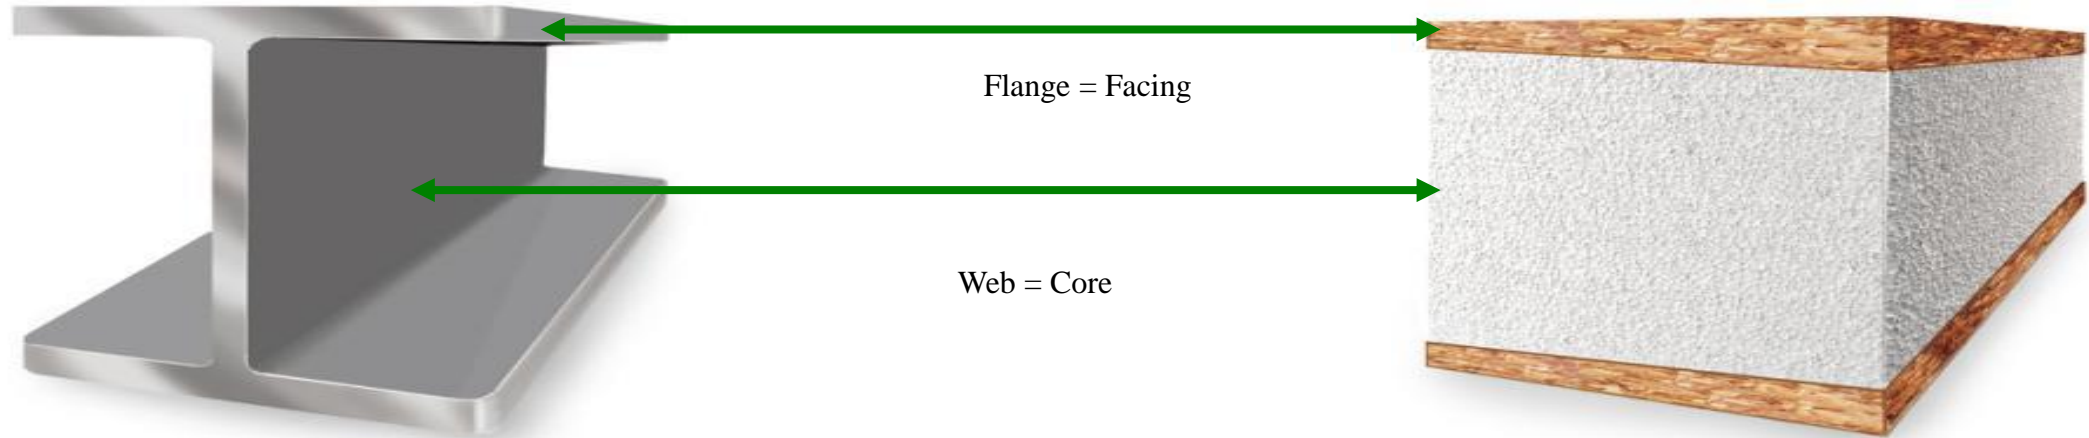 Flange = Facing
Web = Core